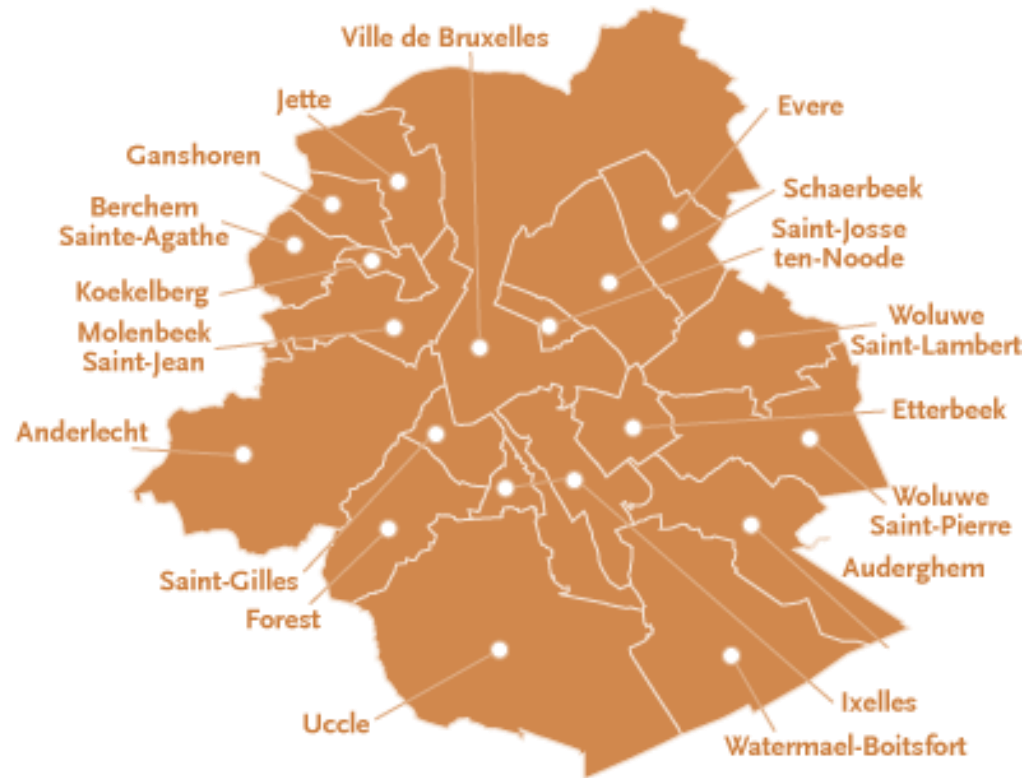 Ville de Bruxelles
Jette
Evere
Ganshoren
Schaerbeek
Berchem
Sainte-Agathe
Saint-Josse
ten-Noode
Koekelberg
Molenbeek
Saint-Jean
Woluwe
Saint-Lambert
Etterbeek
Anderlecht
Woluwe
Saint-Pierre
Auderghem
Saint-Gilles
Forest
Ixelles
Uccle
Watermael-Boitsfort